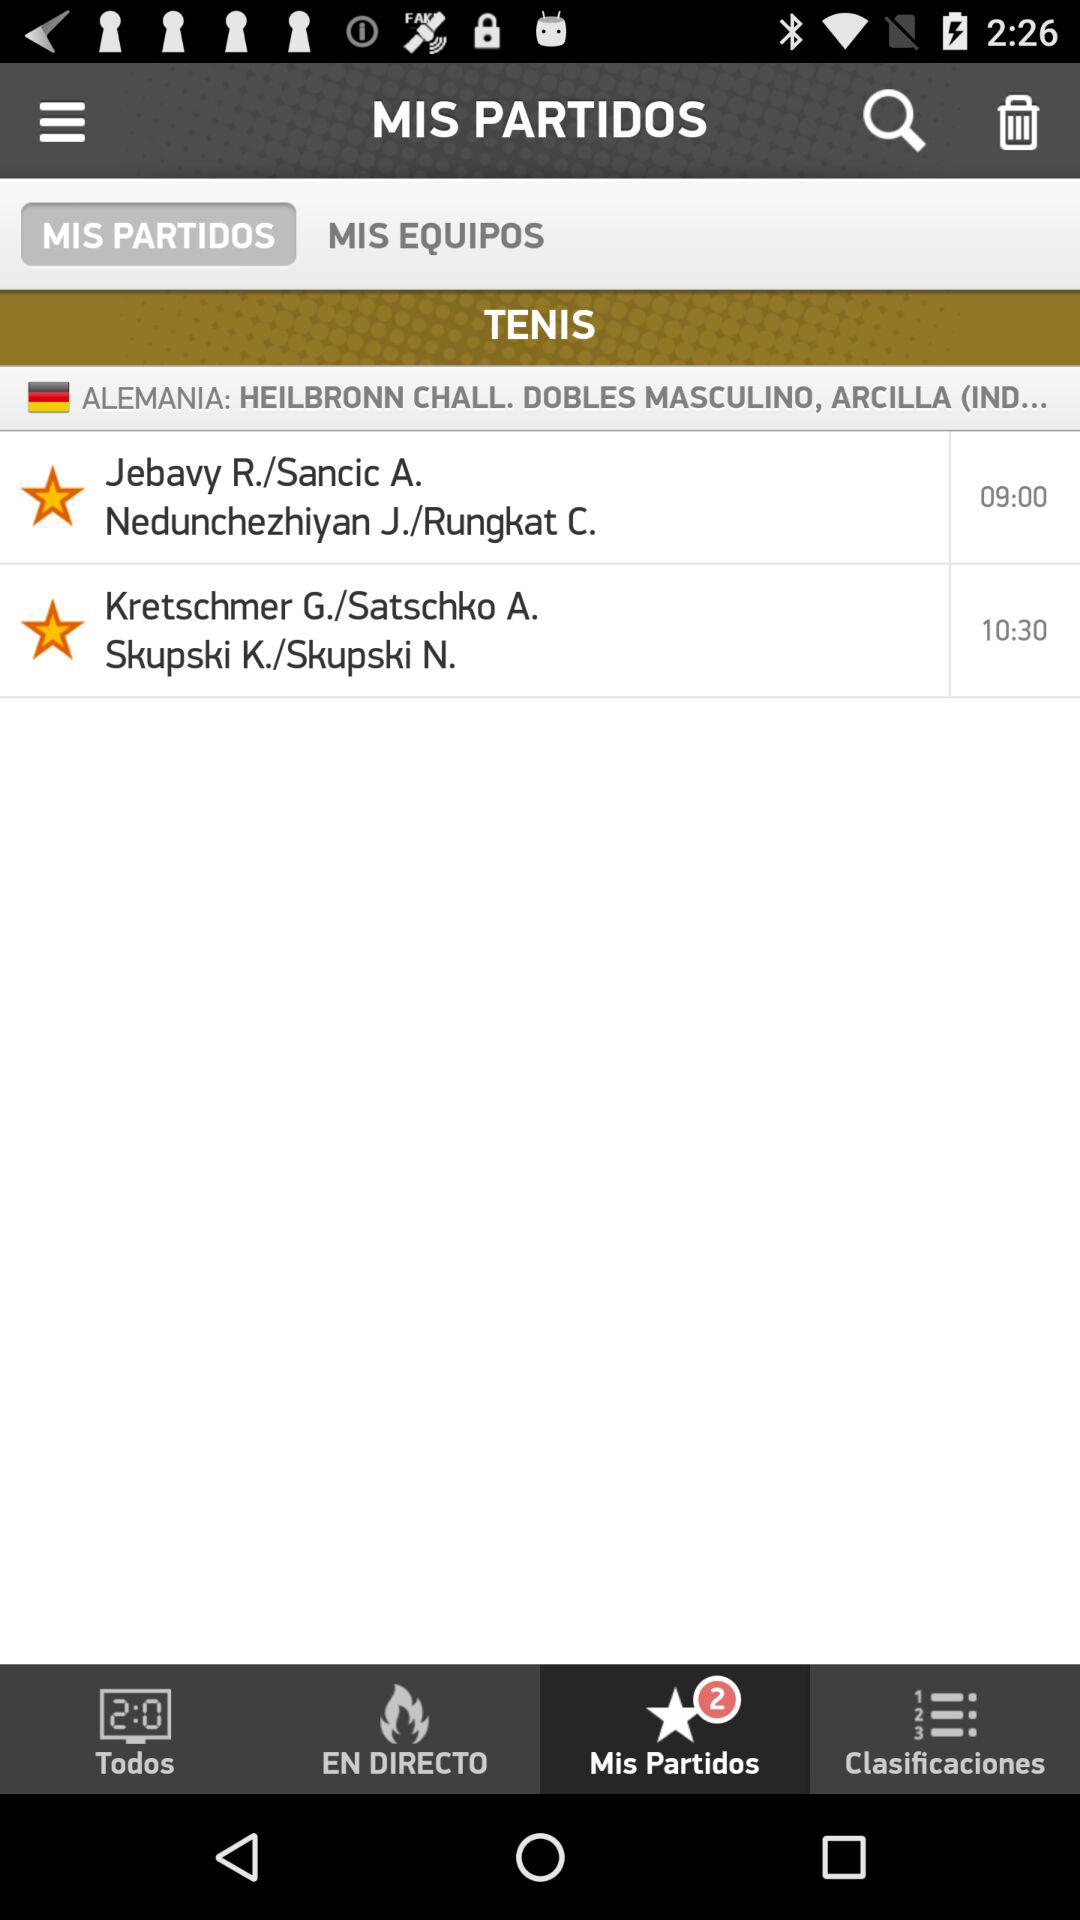 FAKE
2:26
MIS PARTIDOS
MIS PARTIDOS MIS EQUIPOS
TENIS
ALEMANIA: HEILBRONN CHALL. DOBLES MASCULINO, ARCILLA (IND...
Jebavy R./Sancic A.
Nedunchezhiyan J./Rungkat C.
09:00
Kretschmer G./Satschko A.
Skupski K./Skupski N.
10:30
2:0
Todos
EN DIRECTO
2
Mis Partidos
1
2
3
Clasificaciones